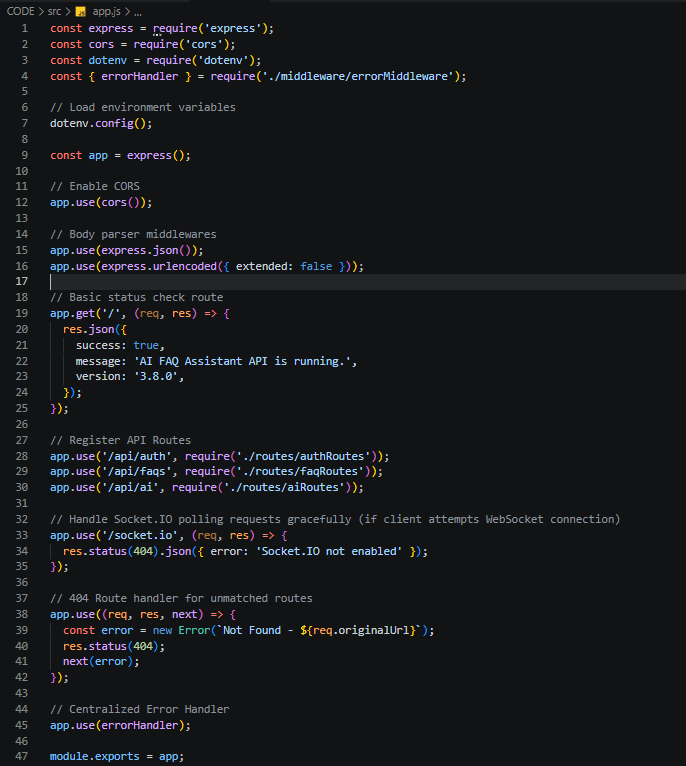 CODE > src > JS app.js > ...
1 const express = require('express');
2 const cors = require('cors');
3 const dotenv = require('dotenv');
4 const { errorHandler } = require('./middleware/errorMiddleware');
5
6 // Load environment variables
7 dotenv.config();
8
9 const app = express();
10
11 // Enable CORS
12 app.use(cors());
13
14 // Body parser middlewares
15 app.use(express.json());
16 app.use(express.urlencoded({ extended: false }));
17
18 // Basic status check route
19 app.get('/', (req, res) => {
20   res.json({
21     success: true,
22     message: 'AI FAQ Assistant API is running.',
23     version: '3.8.0',
24   });
25 });
26
27 // Register API Routes
28 app.use('/api/auth', require('./routes/authRoutes'));
29 app.use('/api/faqs', require('./routes/faqRoutes'));
30 app.use('/api/ai', require('./routes/aiRoutes'));
31
32 // Handle Socket.IO polling requests gracefully (if client attempts WebSocket connection)
33 app.use('/socket.io', (req, res) => {
34   res.status(404).json({ error: 'Socket.IO not enabled' });
35 });
36
37 // 404 Route handler for unmatched routes
38 app.use((req, res, next) => {
39   const error = new Error(`Not Found - ${req.originalUrl}`);
40   res.status(404);
41   next(error);
42 });
43
44 // Centralized Error Handler
45 app.use(errorHandler);
46
47 module.exports = app;